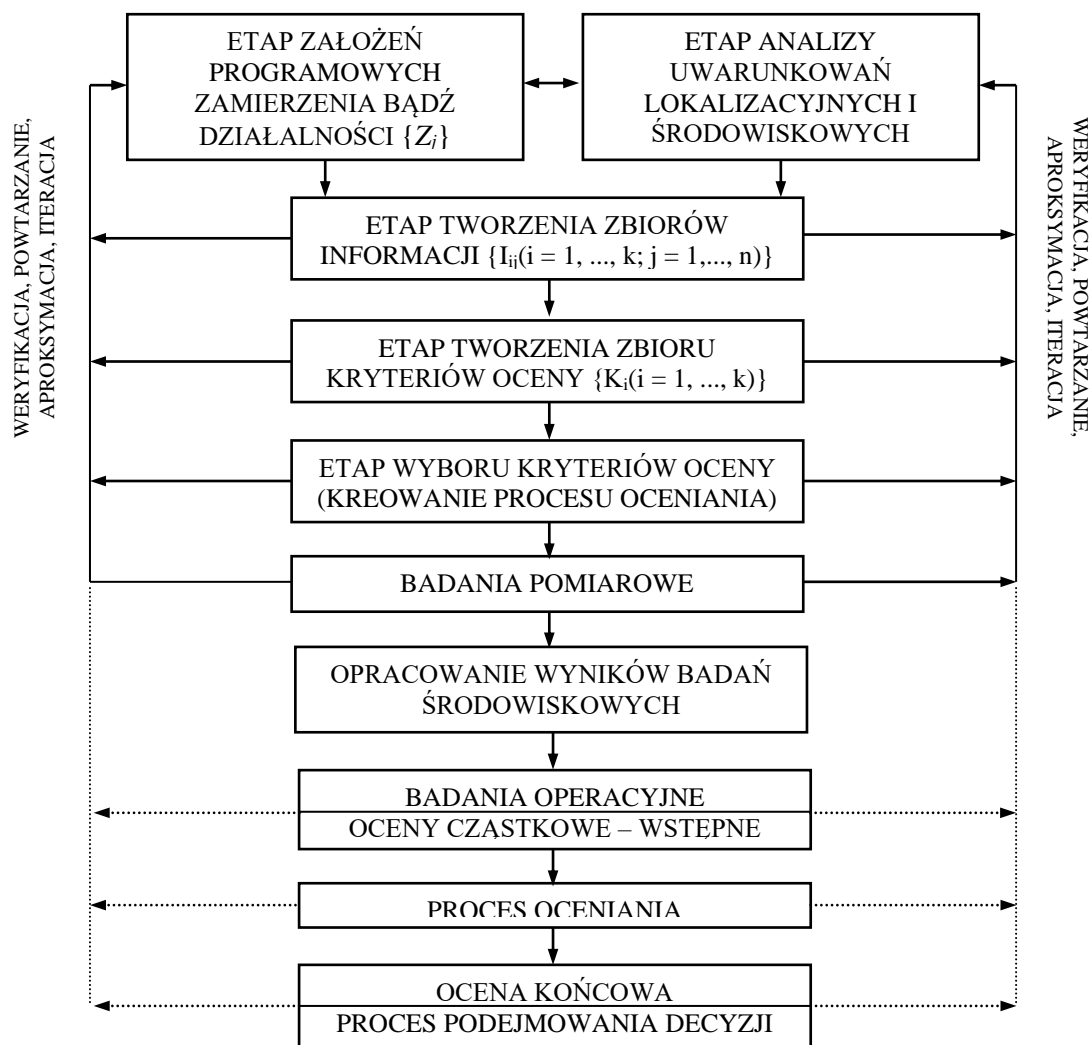 ETAP ZAŁOŻEŃ
PROGRAMOWYCH
ZAMIERZENIA BĄDŹ
DZIAŁALNOŚCI {Zj}
ETAP ANALIZY
UWARUNKOWAŃ
LOKALIZACYJNYCH I
ŚRODOWISKOWYCH
WERYFIKACJA, POWTARZANIE,
APROKSYMACJA, ITERACJA
WERYFIKACJA, POWTARZANIE,
APROKSYMACJA, ITERACJA
ETAP TWORZENIA ZBIORÓW
INFORMACJI {Iij(i = 1, ..., k; j = 1,..., n)}
ETAP TWORZENIA ZBIORU
KRYTERIÓW OCENY {Ki(i = 1, ..., k)}
ETAP WYBORU KRYTERIÓW OCENY
(KREOWANIE PROCESU OCENIANIA)
BADANIA POMIAROWE
OPRACOWANIE WYNIKÓW BADAŃ
ŚRODOWISKOWYCH
BADANIA OPERACYJNE
OCENY CZĄSTKOWE – WSTĘPNE
PROCES OCENIANIA
OCENA KOŃCOWA
PROCES PODEJMOWANIA DECYZJI